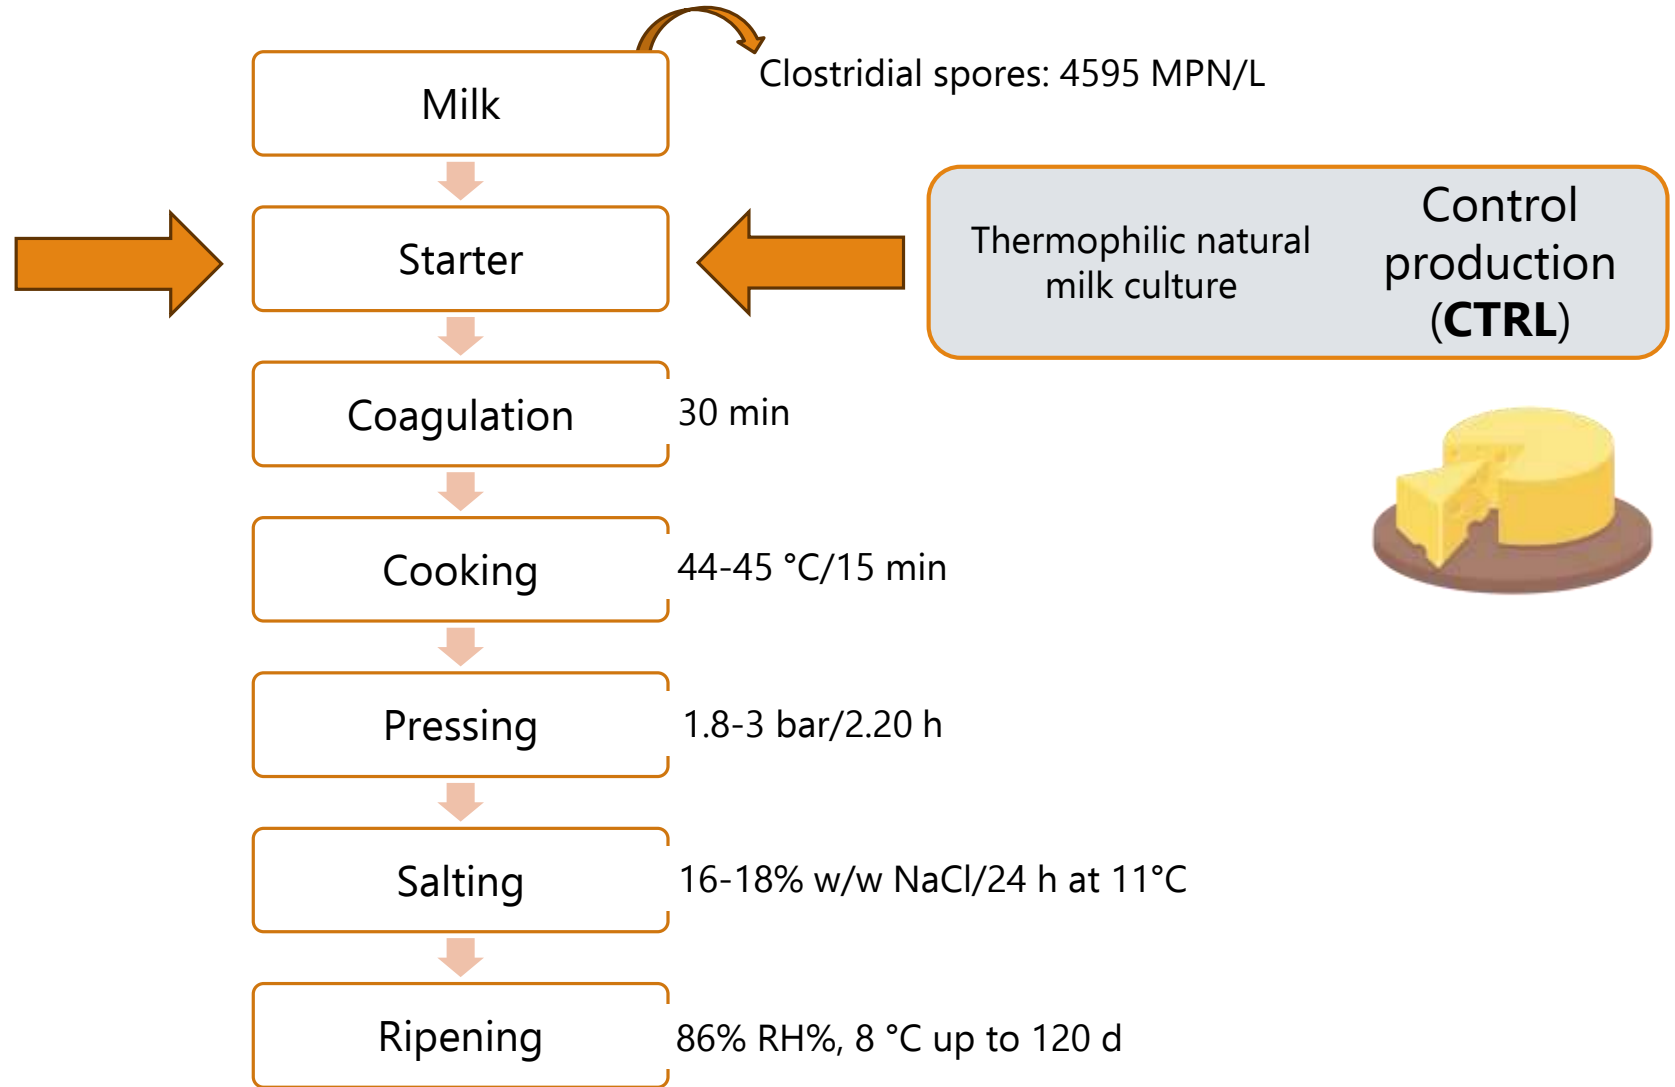 Milk
Clostridial spores: 4595 MPN/L
Starter
Thermophilic natural
milk culture
Control
production
(CTRL)
Coagulation
30 min
Cooking
44-45 °C/15 min
Pressing
1.8-3 bar/2.20 h
Salting
16-18% w/w NaCl/24 h at 11°C
Ripening
86% RH%, 8 °C up to 120 d